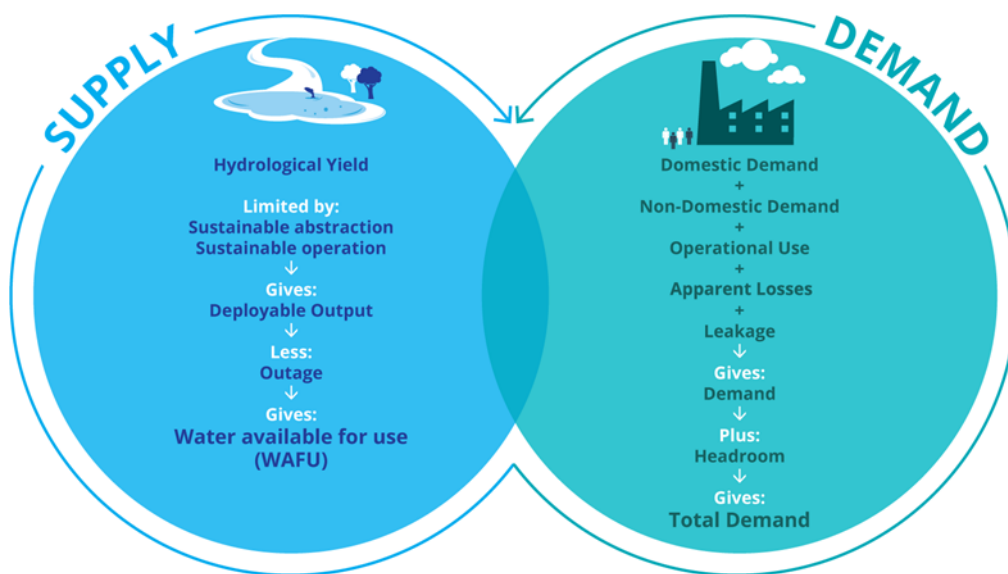 SUPPLY
Hydrological Yield
Limited by:
Sustainable abstraction
Sustainable operation
Gives:
Deployable Output
Less:
Outage
Gives:
Water available for use
(WAFU)
DEMAND
Domestic Demand
+
Non-Domestic Demand
+
Operational Use
+
Apparent Losses
+
Leakage
Gives:
Demand
Plus:
Headroom
Gives:
Total Demand